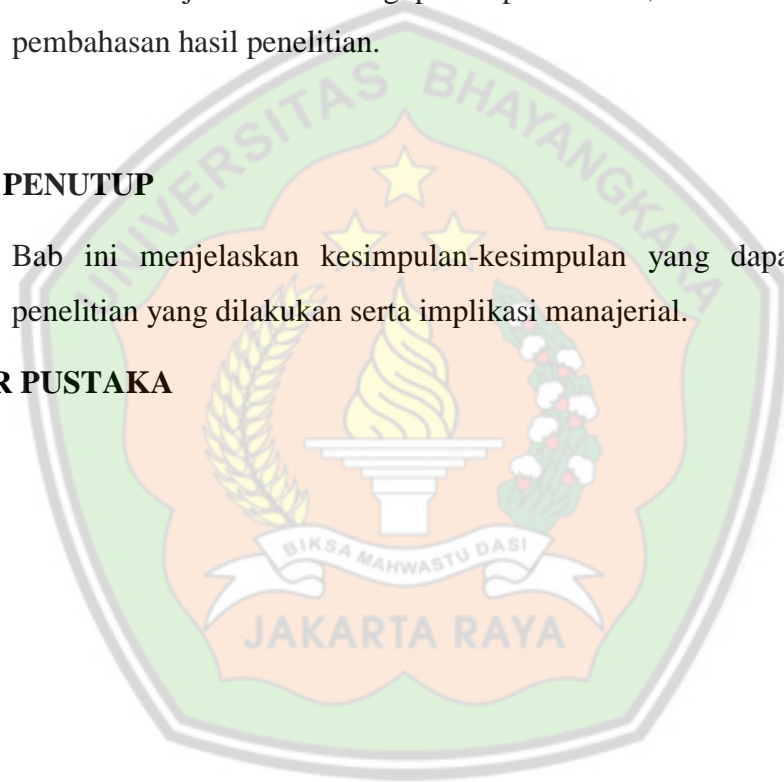 pembahasan hasil penelitian.
PENUTUP
Bab ini menjelaskan kesimpulan-kesimpulan yang
penelitian yang dilakukan serta implikasi manajerial.
PUSTAKA
UNIVERSITAS BHAYANGKARA
BIKSA MAHWASTU DASI
JAKARTA RAYA